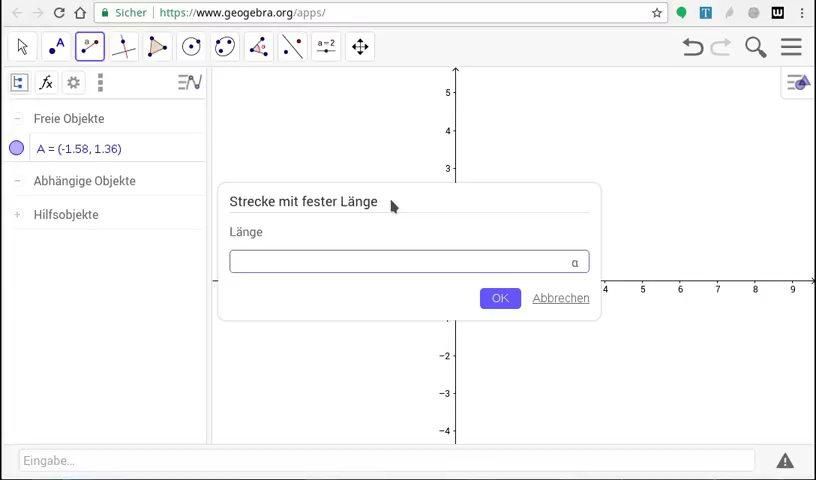 Sicher | https://www.geogebra.org/apps/
A
a
a=2
fx
Freie Objekte
A = (-1.58, 1.36)
Abhängige Objekte
Hilfsobjekte
5
4
3
Strecke mit fester Länge
Länge
α
OK Abbrechen
4 5 6 7 8 9
−2
−3
−4
Eingabe...